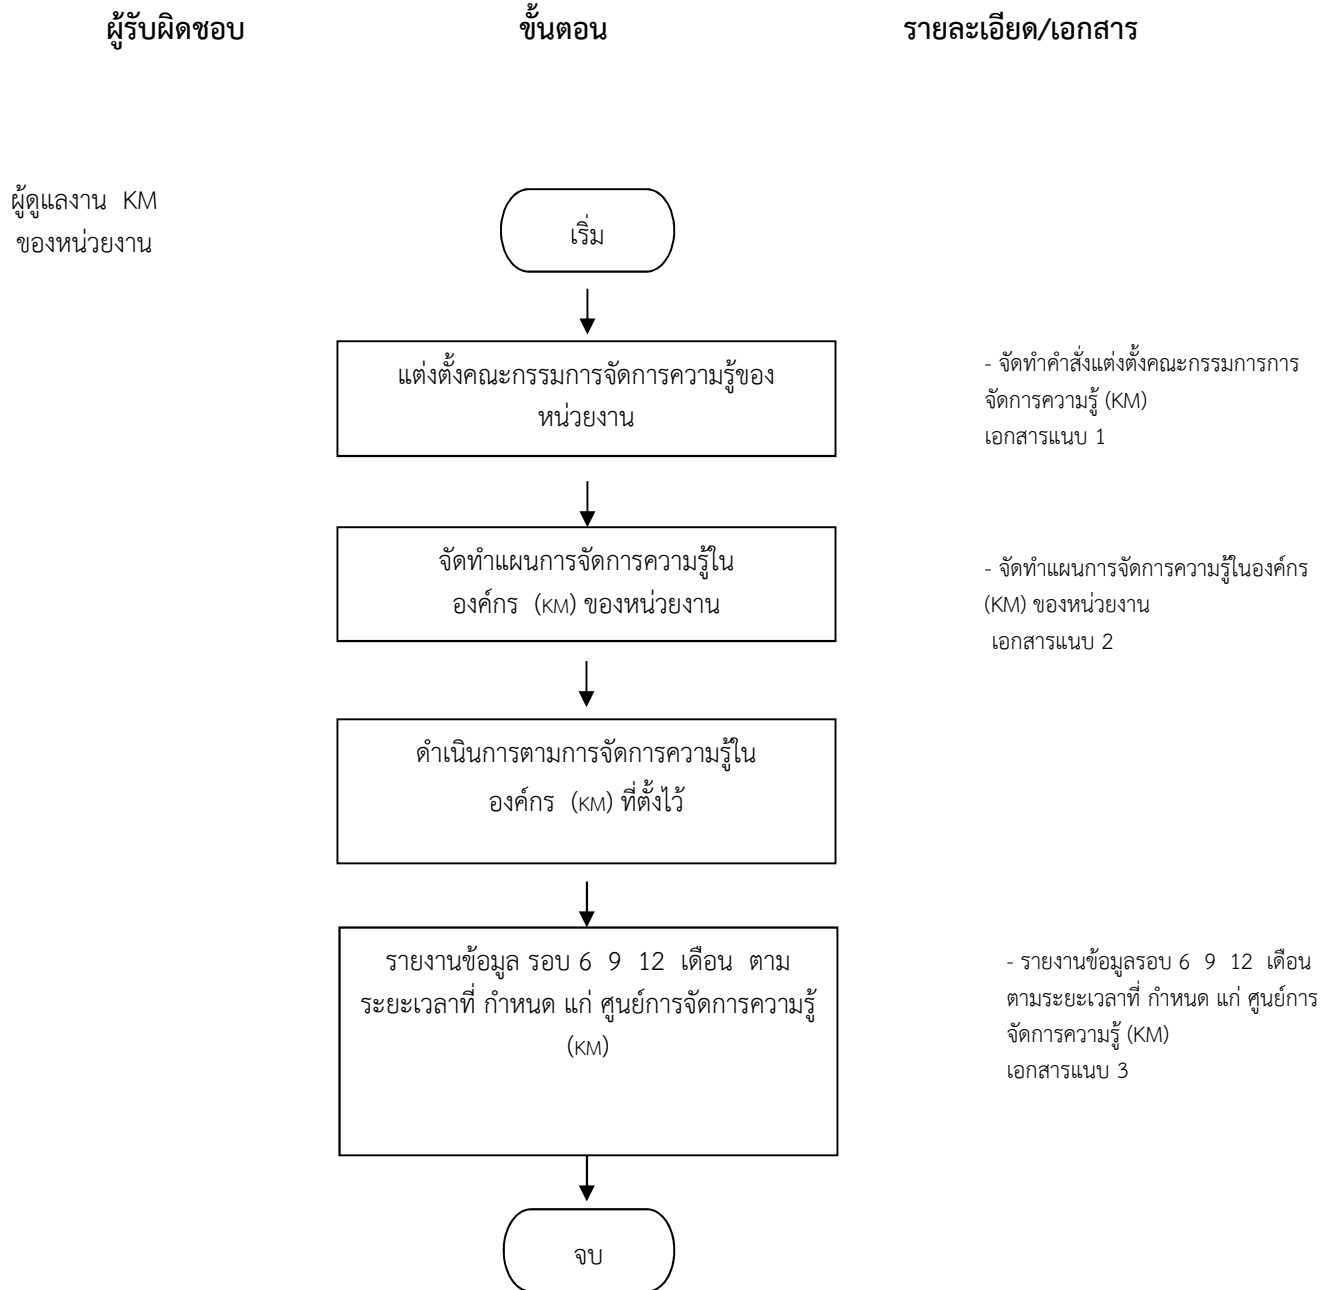 ผู้รับผิดชอบ ขั้นตอน รายละเอียด/เอกสาร
ผู้ดูแลงาน KM
ของหน่วยงาน
เริ่ม
แต่งตั้งคณะกรรมการจัดการความรู้ของ
หน่วยงาน
- จัดทำคำสั่งแต่งตั้งคณะกรรมการการ
จัดการความรู้ (KM)
เอกสารแนบ 1
จัดทำแผนการจัดการความรู้ใน
องค์กร (KM) ของหน่วยงาน
- จัดทำแผนการจัดการความรู้ในองค์กร
(KM) ของหน่วยงาน
เอกสารแนบ 2
ดำเนินการตามการจัดการความรู้ใน
องค์กร (KM) ที่ตั้งไว้
รายงานข้อมูล รอบ 6 9 12 เดือน ตาม
ระยะเวลาที่ กำหนด แก่ ศูนย์การจัดการความรู้
(KM)
- รายงานข้อมูลรอบ 6 9 12 เดือน
ตามระยะเวลาที่ กำหนด แก่ ศูนย์การ
จัดการความรู้ (KM)
เอกสารแนบ 3
จบ